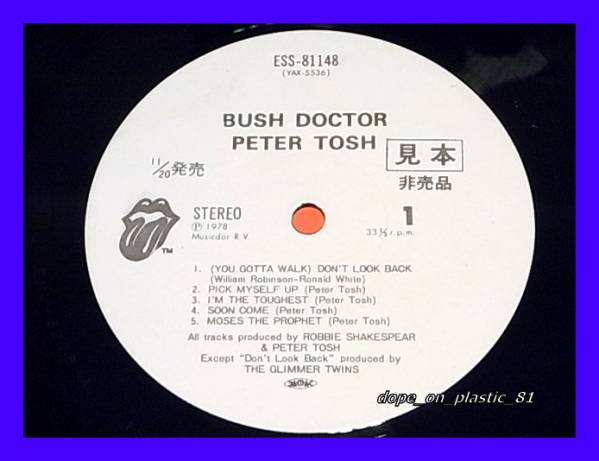 ESS-81148
(YAX-5536)
BUSH DOCTOR
PETER TOSH
見本
非売品
11/20発売
STEREO
Ⓟ 1978
Musicdor R.V
1
33⅓ r.p.m.
TM
1. (YOU GOTTA WALK) DON'T LOOK BACK
(William Robinson-Ronald White)
2. PICK MYSELF UP (Peter Tosh)
3. I'M THE TOUGHEST (Peter Tosh)
4. SOON COME (Peter Tosh)
5. MOSES THE PROPHET (Peter Tosh)
All tracks produced by ROBBIE SHAKESPEAR
& PETER TOSH
Except "Don't Look Back" produced by
THE GLIMMER TWINS
dope_on_plastic_81